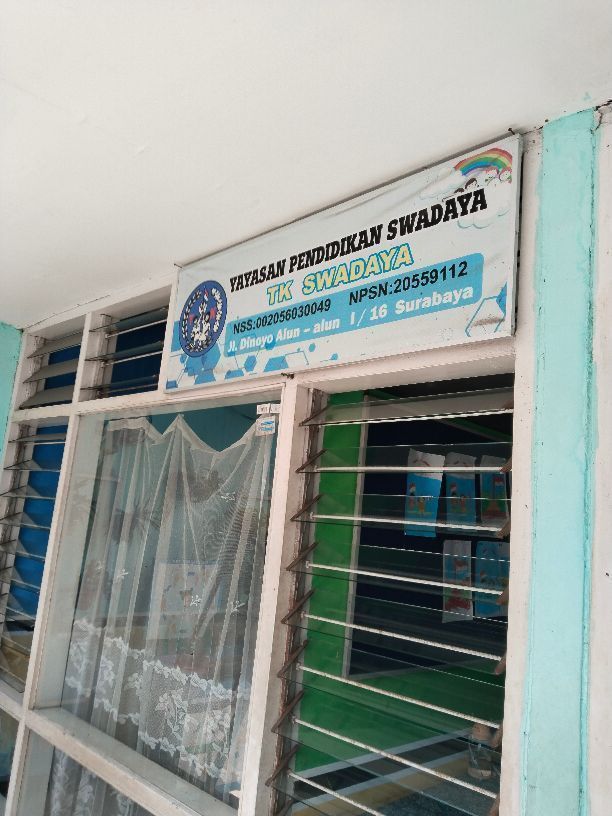 YAYASAN PENDIDIKAN SWADAYA
TK SWADAYA
NSS:002056030049 NPSN:20559112
Jl. Dinoyo Alun - alun I / 16 Surabaya